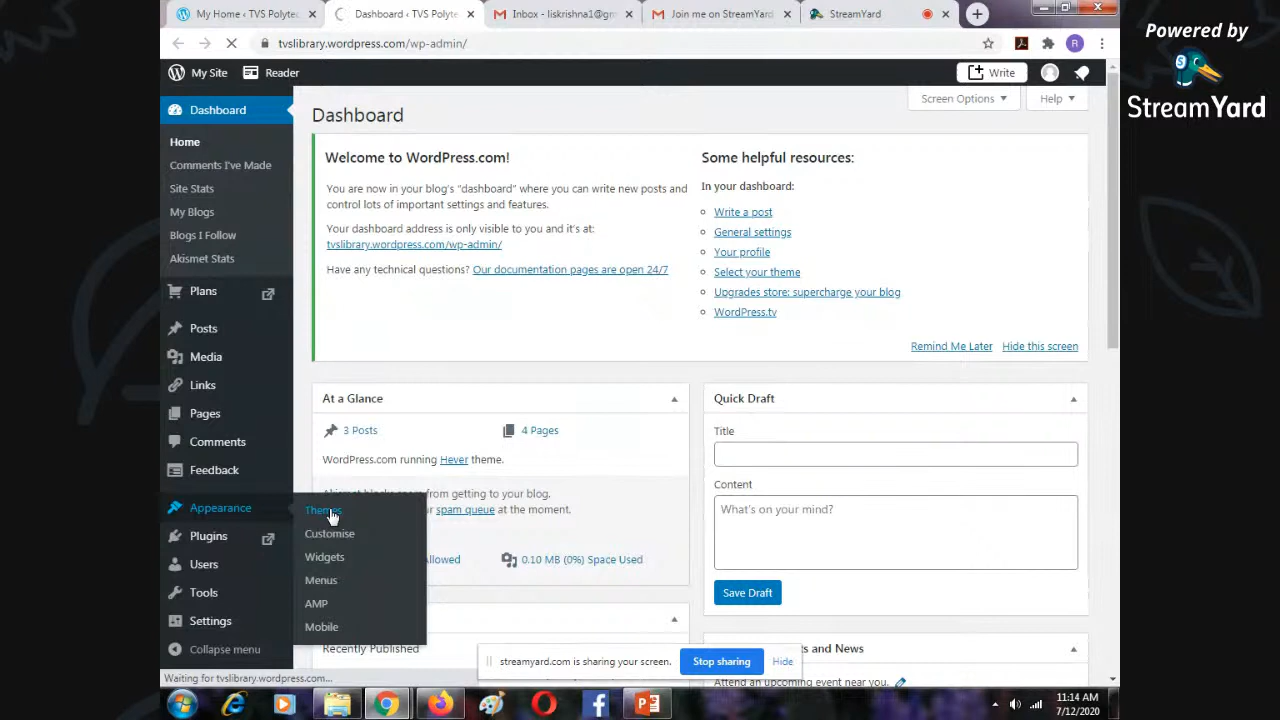 My Home ‹ TVS Polytec
Dashboard ‹ TVS Polyte
Inbox - liskrishna1@gm
Join me on StreamYard
StreamYard
Powered by
StreamYard
tvslibrary.wordpress.com/wp-admin/
R
My Site
Reader
Write
Dashboard
Home
Comments I've Made
Site Stats
My Blogs
Blogs I Follow
Akismet Stats
Plans
Posts
Media
Links
Pages
Comments
Feedback
Appearance
Plugins
Users
Tools
Settings
Collapse menu
Themes
Customise
Widgets
Menus
AMP
Mobile
Screen Options
Help
Dashboard
Welcome to WordPress.com!
You are now in your blog's "dashboard" where you can write new posts and
control lots of important settings and features.
Your dashboard address is only visible to you and it's at:
tvslibrary.wordpress.com/wp-admin/
Have any technical questions? Our documentation pages are open 24/7
Some helpful resources:
In your dashboard:
Write a post
General settings
Your profile
Select your theme
Upgrades store: supercharge your blog
WordPress.tv
Remind Me Later
Hide this screen
At a Glance
3 Posts
4 Pages
WordPress.com running Hever theme.
from getting to your blog.
spam queue at the moment.
Allowed
0.10 MB (0%) Space Used
Recently Published
Quick Draft
Title
Content
What's on your mind?
Save Draft
ts and News
Attend an upcoming event near you.
streamyard.com is sharing your screen.
Stop sharing
Hide
Waiting for tvslibrary.wordpress.com...
11:14 AM
7/12/2020